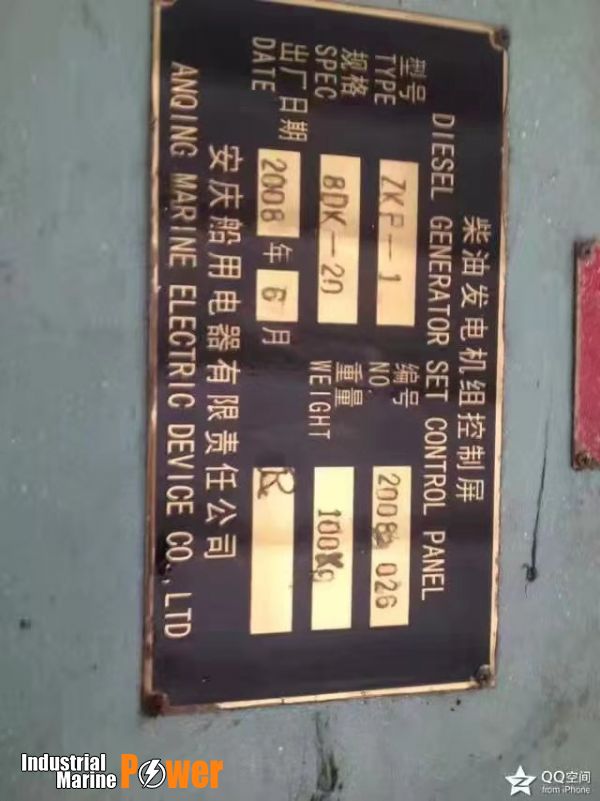 柴油发电机组控制屏
DIESEL GENERATOR SET CONTROL PANEL
型号 TYPE ZKP-1 编号 NO 2008 026
规格 SPEC 8DK-20 重量 WEIGHT 100Kg
出厂日期 DATE 2008 年 6 月
安庆船用电器有限责任公司
ANQING MARINE ELECTRIC DEVICE CO.,LTD
Industrial Marine Power
QQ空间
from iPhone